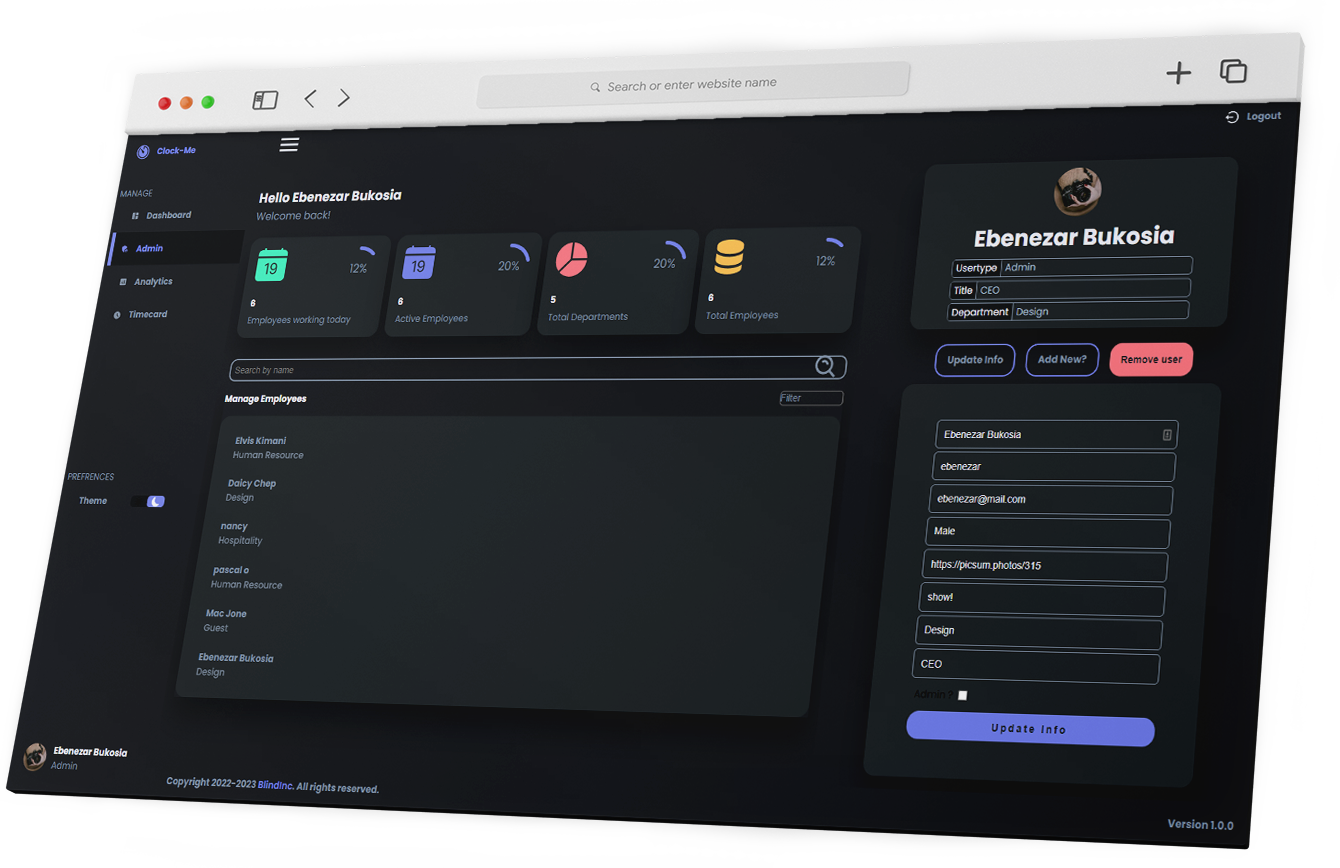 Search or enter website name
Logout
Clock-Me
MANAGE
Dashboard
Admin
Analytics
Timecard
PREFRENCES
Theme
Ebenezar Bukosia
Admin
Hello Ebenezar Bukosia
Welcome back!
19
12%
6
Employees working today
19
20%
6
Active Employees
20%
5
Total Departments
12%
6
Total Employees
Search by name
Manage Employees
Filter
Elvis Kimani
Human Resource
Daicy Chep
Design
nancy
Hospitality
pascal o
Human Resource
Mac Jone
Guest
Ebenezar Bukosia
Design
Ebenezar Bukosia
Usertype Admin
Title CEO
Department Design
Update Info
Add New?
Remove user
Ebenezar Bukosia
ebenezar
ebenezar@mail.com
Male
https://picsum.photos/315
show!
Design
CEO
Admin ?
Update Info
Copyright 2022-2023 BlindInc. All rights reserved.
Version 1.0.0